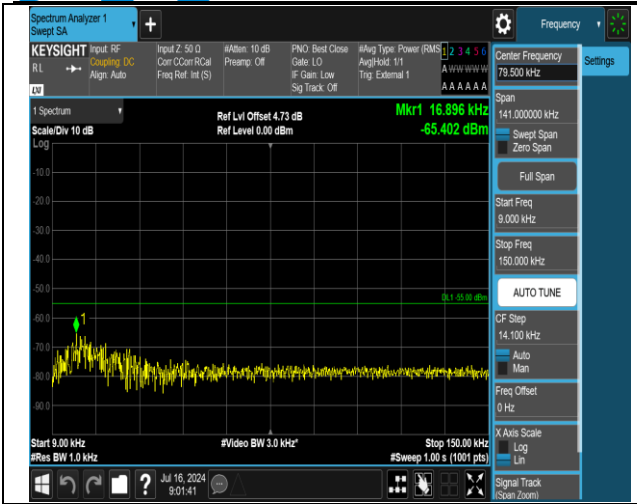 Spectrum Analyzer 1
Swept SA
+
Frequency
KEYSIGHT
RL
LXI
Input: RF
Coupling: DC
Align: Auto
Input Z: 50 Ω
Corr CCorr RCal
Freq Ref: Int (S)
#Atten: 10 dB
Preamp: Off
PNO: Best Close
Gate: LO
IF Gain: Low
Sig Track: Off
#Avg Type: Power (RMS
Avg|Hold: 1/1
Trig: External 1
1 2 3 4 5 6
A W W W W W
A A A A A A
1 Spectrum
Scale/Div 10 dB
Log
Ref Lvl Offset 4.73 dB
Ref Level 0.00 dBm
Mkr1 16.896 kHz
-65.402 dBm
-10.0
-20.0
-30.0
-40.0
-50.0
-60.0
-70.0
-80.0
-90.0
DL1 -55.00 dBm
1
Start 9.00 kHz
#Res BW 1.0 kHz
#Video BW 3.0 kHz*
Stop 150.00 kHz
#Sweep 1.00 s (1001 pts)
?
Jul 16, 2024
9:01:41
Center Frequency
79.500 kHz
Settings
Span
141.000000 kHz
Swept Span
Zero Span
Full Span
Start Freq
9.000 kHz
Stop Freq
150.000 kHz
AUTO TUNE
CF Step
14.100 kHz
Auto
Man
Freq Offset
0 Hz
X Axis Scale
Log
Lin
Signal Track
(Span Zoom)